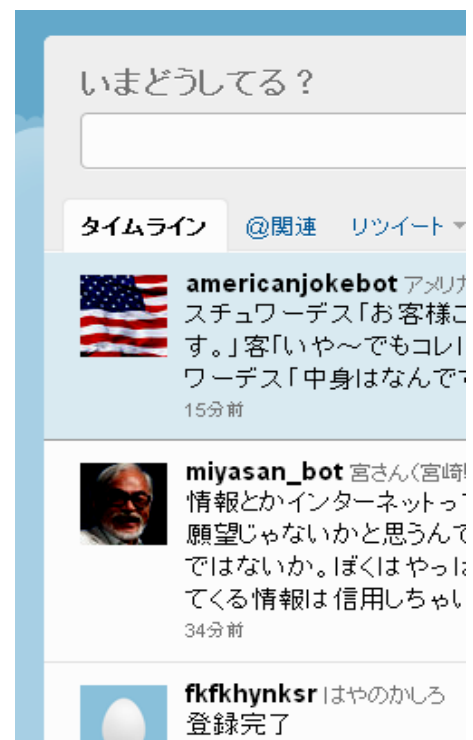 いまどうしてる？
タイムライン @関連 リツイート
americanjokebot アメリカ
スチュワーデス「お客様こ
す。」客「いや～でもコレ
ワーデス「中身はなんです
15分前
miyasan_bot 宮さん(宮崎
情報とかインターネットっ
願望じゃないかと思うんで
ではないか。ぼくはやっぱ
てくる情報は信用しちゃい
34分前
fkfkhynksr はやのかしろ
登録完了